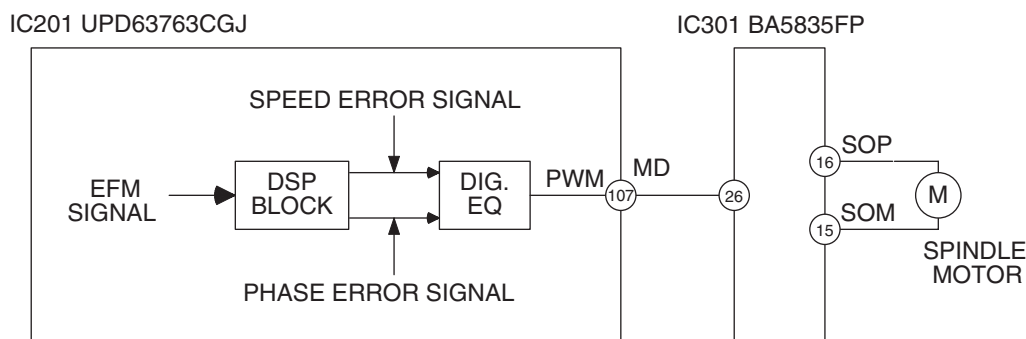 IC201 UPD63763CGJ
IC301 BA5835FP
SPEED ERROR SIGNAL
EFM
SIGNAL
DSP
BLOCK
DIG.
EQ
PWM
107
MD
26
16
SOP
M
15
SOM
SPINDLE
MOTOR
PHASE ERROR SIGNAL